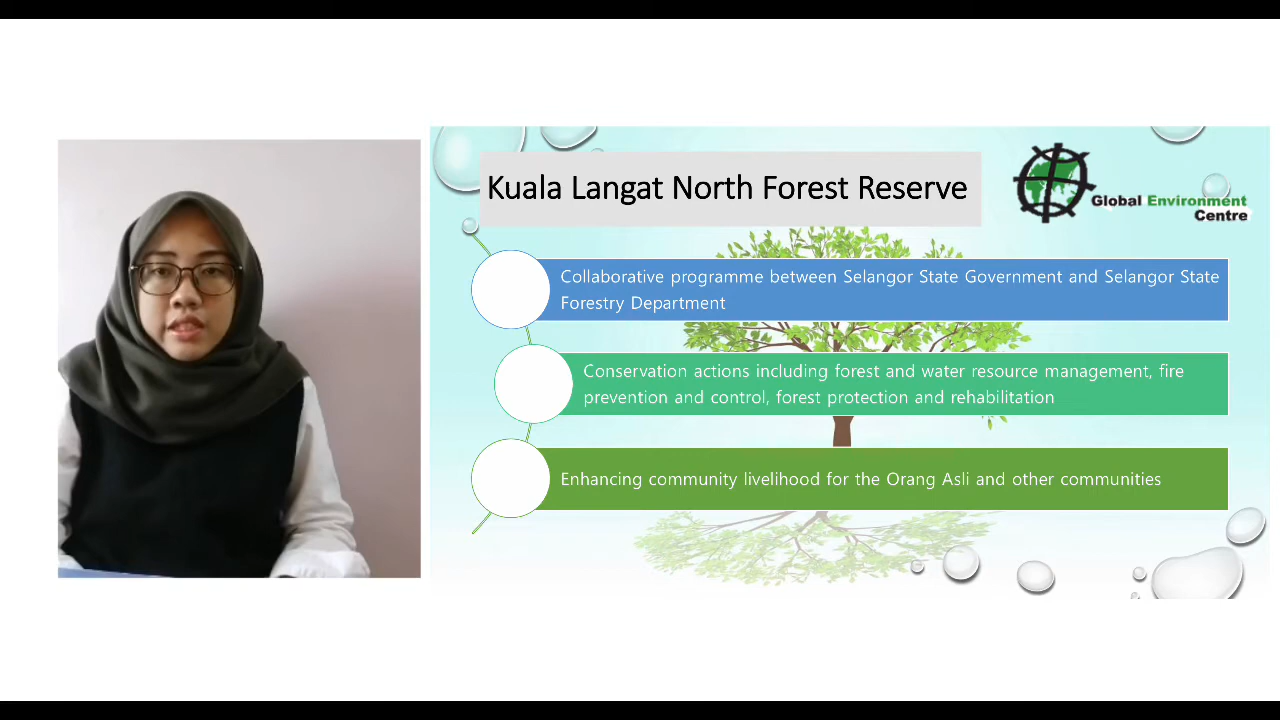 Kuala Langat North Forest Reserve
Global Environment
Centre
Collaborative programme between Selangor State Government and Selangor State
Forestry Department
Conservation actions including forest and water resource management, fire
prevention and control, forest protection and rehabilitation
Enhancing community livelihood for the Orang Asli and other communities